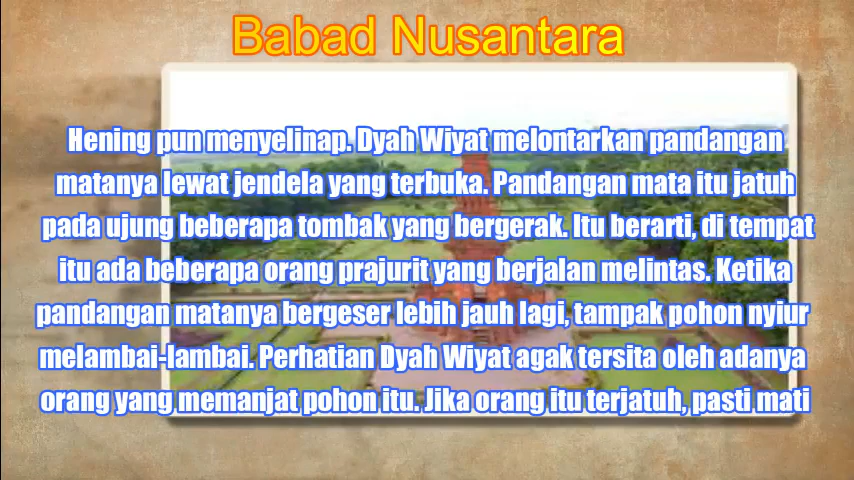 Babad Nusantara
Hening pun menyelinap. Dyah Wiyat melontarkan pandangan
matanya lewat jendela yang terbuka. Pandangan mata itu jatuh
pada ujung beberapa tombak yang bergerak. Itu berarti, di tempat
itu ada beberapa orang prajurit yang berjalan melintas. Ketika
pandangan matanya bergeser lebih jauh lagi, tampak pohon nyiur
melambai-lambai. Perhatian Dyah Wiyat agak tersita oleh adanya
orang yang memanjat pohon itu. Jika orang itu terjatuh, pasti mati